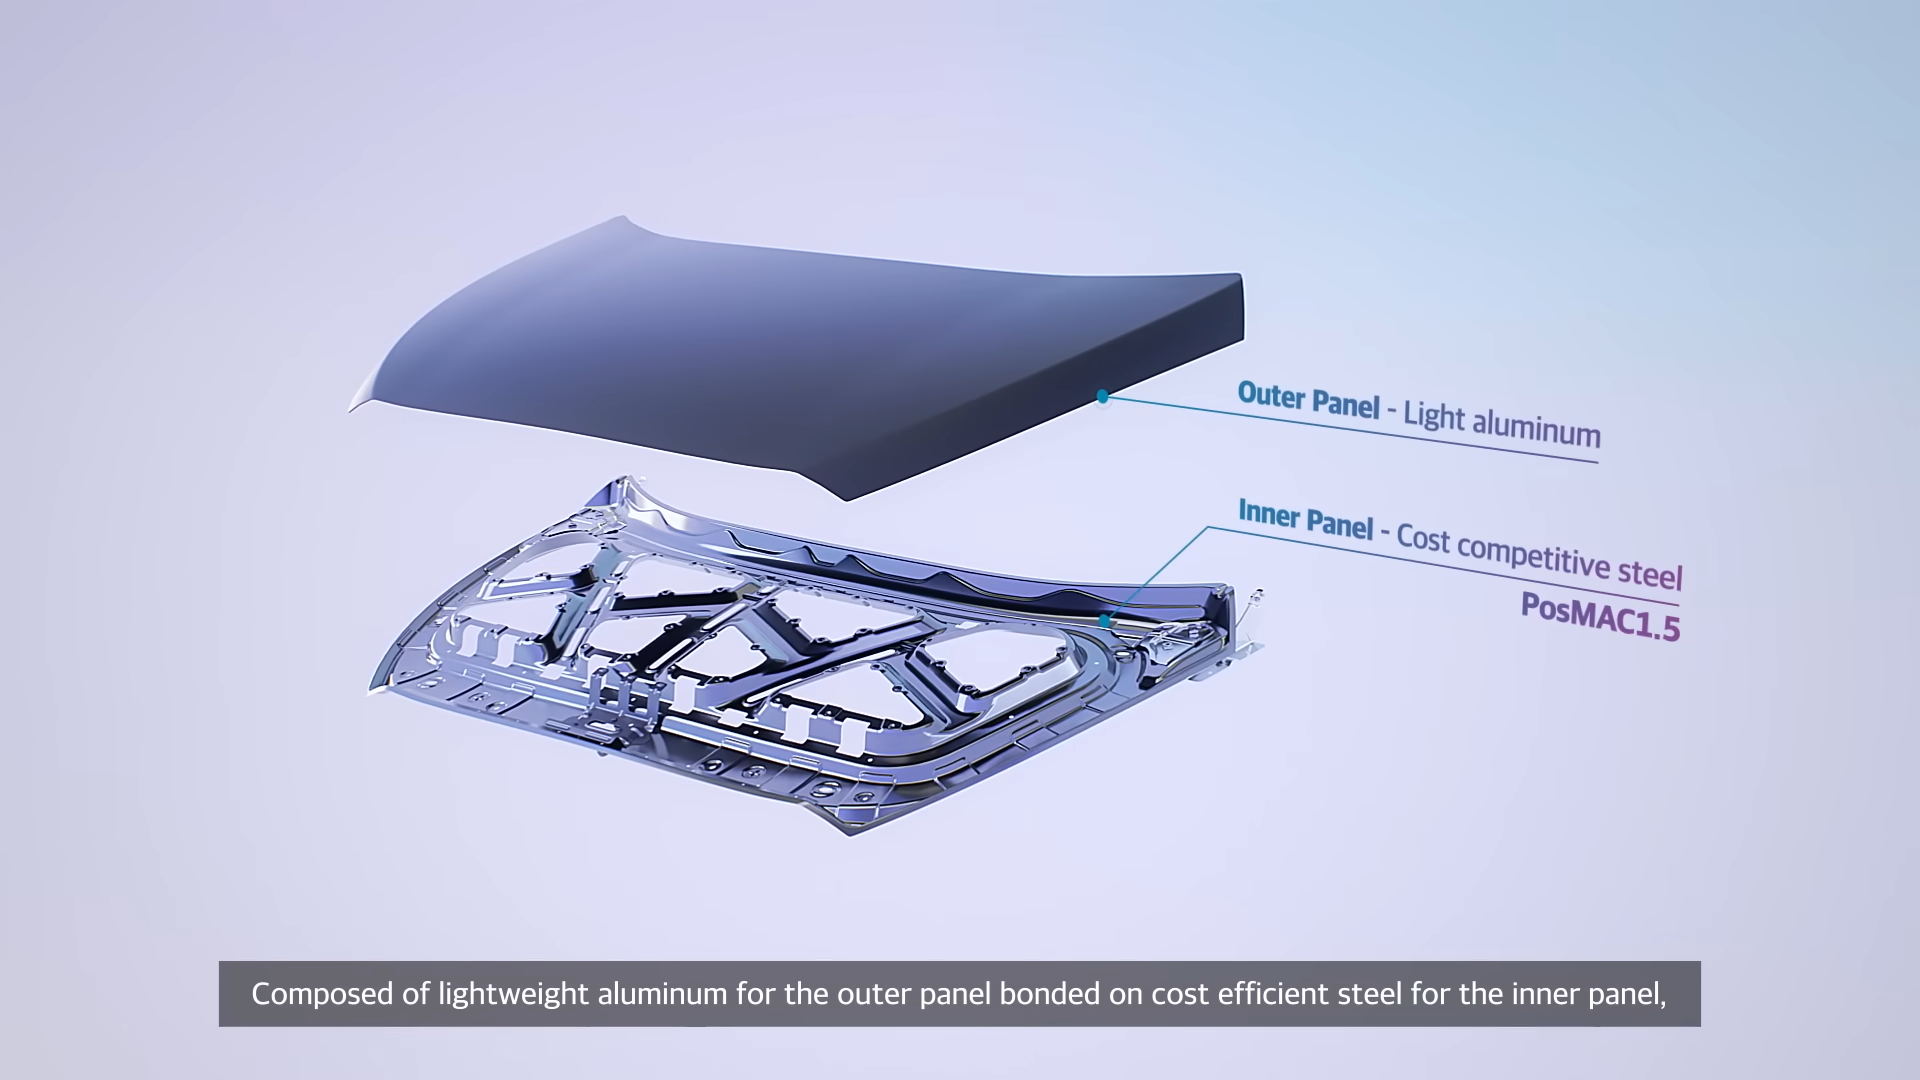 Outer Panel - Light aluminum
Inner Panel - Cost competitive steel
PosMAC1.5
Composed of lightweight aluminum for the outer panel bonded on cost efficient steel for the inner panel,